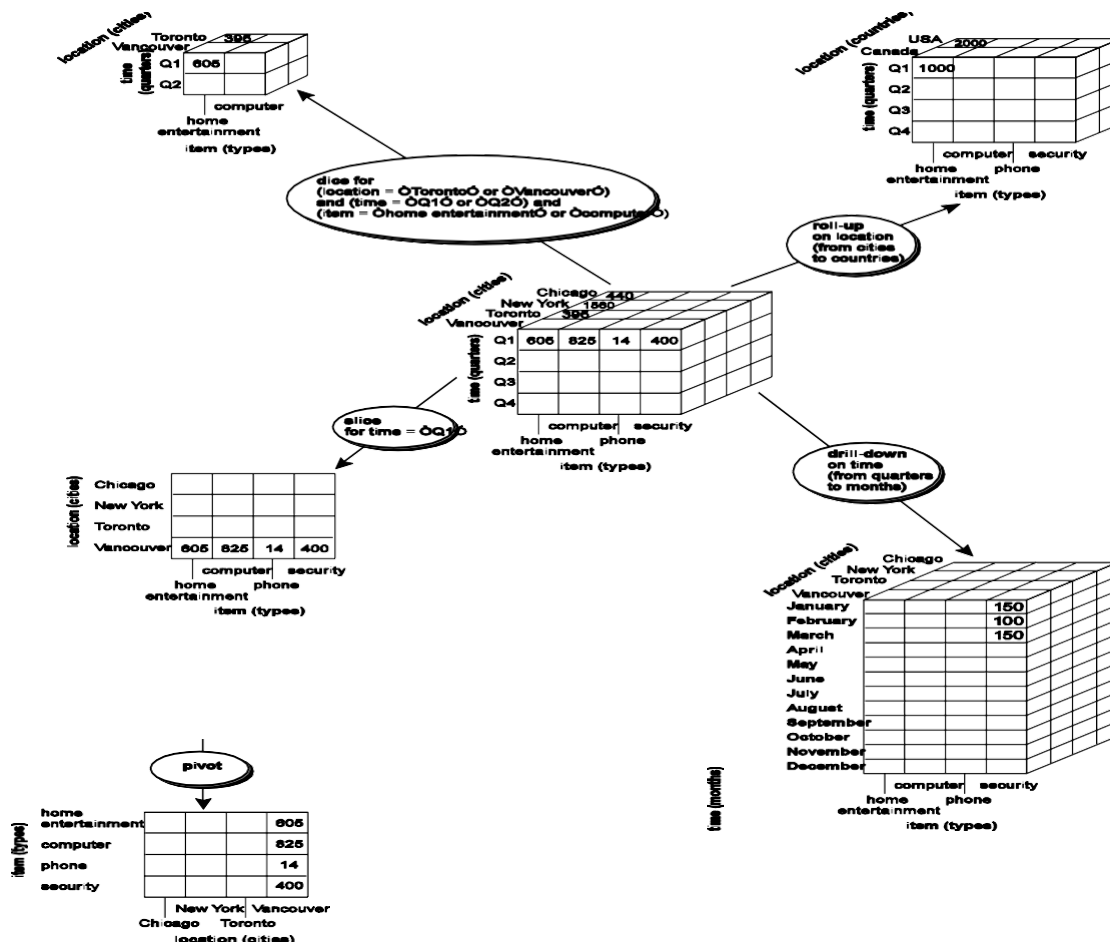 location (cities,
Toronto 395
Vancouver
Q1 605
Q2
time
(quarters)
computer
home
entertainment
item (types)
location (countries,
USA 2000
Canada
Q1 1000
Q2
Q3
Q4
time (quarters)
computer security
home phone
entertainment
item (types)
dice for
(location = ÒTorontoÓ or ÒVancouverÓ)
and (time = ÒQ1Ó or ÒQ2Ó) and
(item = Òhome entertainmentÓ or ÒcomputerÓ)
roll-up
on location
(from cities
to countries)
location (cities)
Chicago 440
New York 1560
Toronto 395
Vancouver
Q1 605 825 14 400
Q2
Q3
Q4
time (quarters)
computer security
home phone
entertainment
item (types)
slice
for time = ÒQ1Ó
drill-down
on time
(from quarters
to months)
location (cities)
Chicago
New York
Toronto
Vancouver 605 825 14 400
computer security
home phone
entertainment
item (types)
location (cities)
Chicago
New York
Toronto
Vancouver
January 150
February 100
March 150
April
May
June
July
August
September
October
November
December
time (months)
computer security
home phone
entertainment
item (types)
pivot
item (types)
home
entertainment 605
computer 825
phone 14
security 400
New York Vancouver
Chicago Toronto
location (cities)